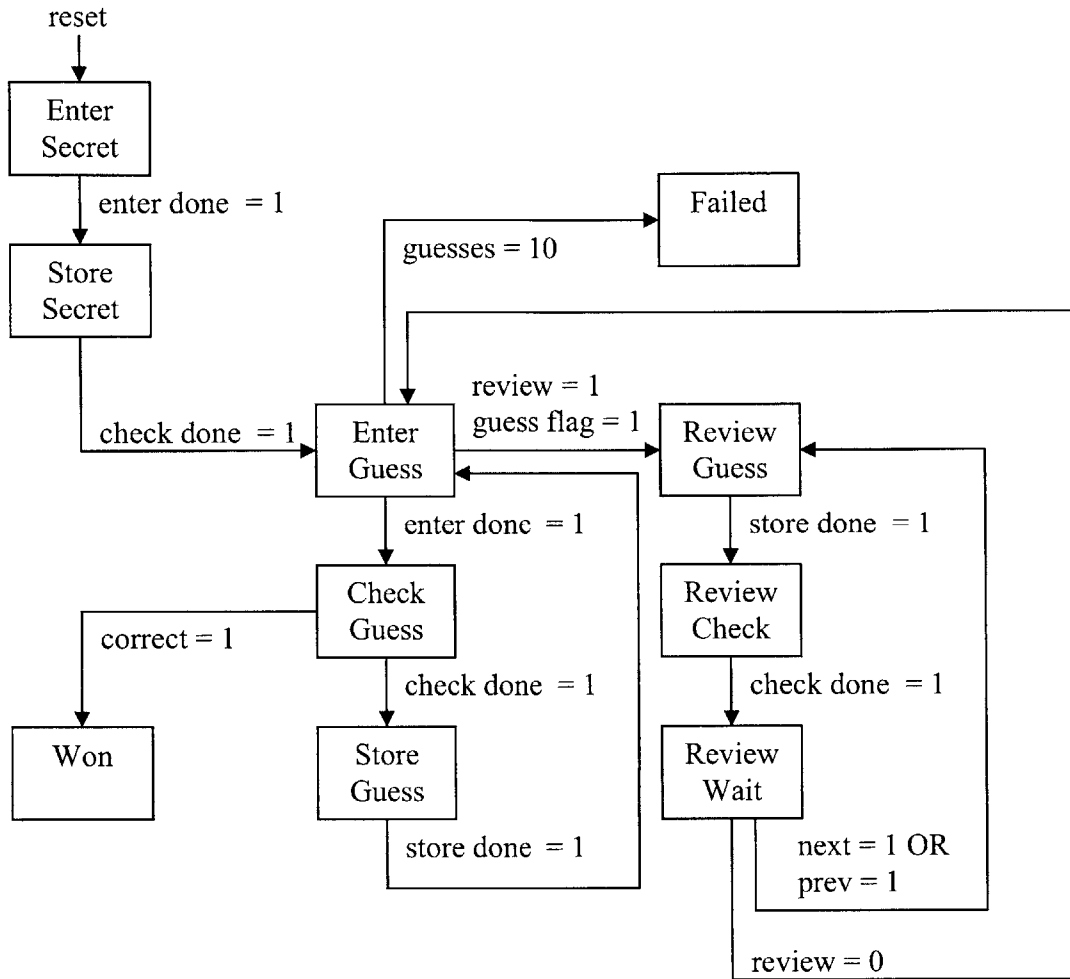 reset
Enter
Secret
enter done = 1
Store
Secret
check done = 1
guesses = 10
Failed
Enter
Guess
review = 1
guess flag = 1
Review
Guess
enter done = 1
store done = 1
Check
Guess
Review
Check
correct = 1
check done = 1
check done = 1
Won
Store
Guess
Review
Wait
store done = 1
next = 1 OR
prev = 1
review = 0